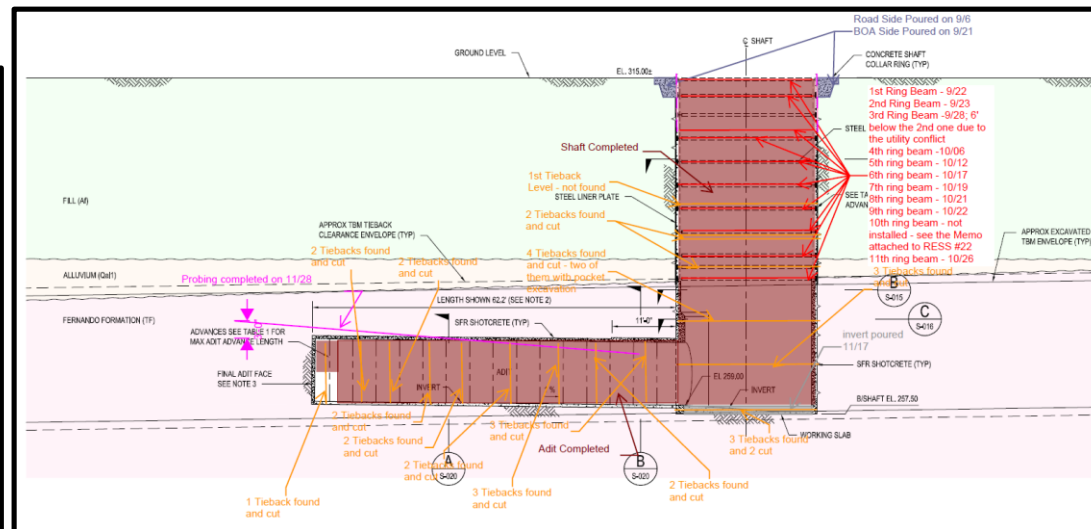 Road Side Poured on 9/6
BOA Side Poured on 9/21
C SHAFT
GROUND LEVEL
EL. 315.00±
CONCRETE SHAFT
COLLAR RING (TYP)
1st Ring Beam - 9/22
2nd Ring Beam - 9/23
3rd Ring Beam -9/28; 6'
below the 2nd one due to
the utility conflict
4th ring beam -10/06
5th ring beam -10/12
6th ring beam -10/17
7th ring beam -10/19
8th ring beam -10/21
9th ring beam -10/22
10th ring beam - not
installed - see the Memo
attached to RESS #22
11th ring beam -10/26
STEEL
SEE TA
ADVAN
Shaft Completed
1st Tieback
Level - not found
STEEL LINER PLATE
2 Tiebacks found
and cut
FILL (Af)
APPROX TBM TIEBACK
CLEARANCE ENVELOPE (TYP)
APPROX EXCAVATED
TBM ENVELOPE (TYP)
4 Tiebacks found
and cut - two of
them with pocket
excavation
2 Tiebacks found
and cut
2 Tiebacks found
and cut
3 Tiebacks found
ALLUVIUM (Qal1)
Probing completed on 11/28
B
S-015
LENGTH SHOWN 62.2' (SEE NOTE 2)
C
S-016
FERNANDO FORMATION (TF)
SFR SHOTCRETE (TYP)
11'-0"
invert poured
11/17
ADVANCES SEE TABLE 1 FOR
MAX ADIT ADVANCE LENGTH
SFR SHOTCRETE (TYP)
ADIT
FINAL ADIT FACE
SEE NOTE 3
EL 259.00
INVERT
INVERT
B/SHAFT EL. 257.50
WORKING SLAB
2 Tiebacks found
and cut
2 Tiebacks found
and cut
2 Tiebacks found
and cut
3 Tiebacks found
and cut
3 Tiebacks found
and 2 cut
Adit Completed
A
S-020
B
S-020
1 Tieback found
and cut
3 Tiebacks found
and cut
2 Tiebacks found
and cut